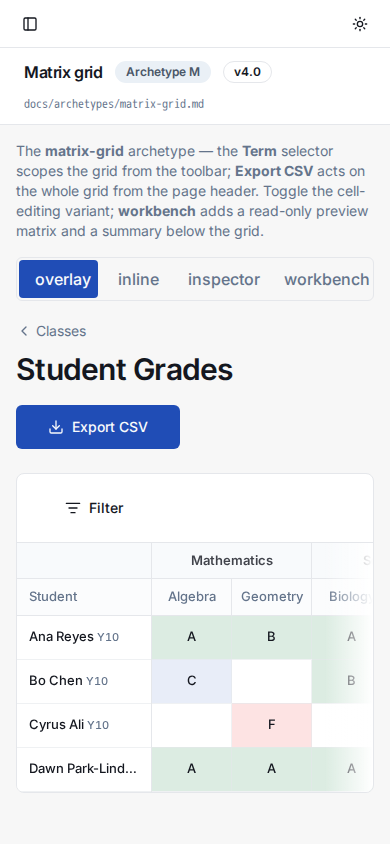 Matrix grid Archetype M v4.0
docs/archetypes/matrix-grid.md
The matrix-grid archetype — the Term selector
scopes the grid from the toolbar; Export CSV acts on
the whole grid from the page header. Toggle the cell-
editing variant; workbench adds a read-only preview
matrix and a summary below the grid.
overlay inline inspector workbench
Classes
Student Grades
Export CSV
Filter
Mathematics
Student Algebra Geometry
Ana Reyes Y10 A B A
Bo Chen Y10 C B
Cyrus Ali Y10 F
Dawn Park-Lind... A A A